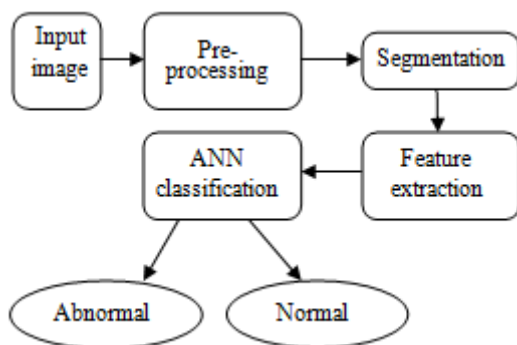 Input
image
Pre-
processing
Segmentation
Feature
extraction
ANN
classification
Abnormal
Normal